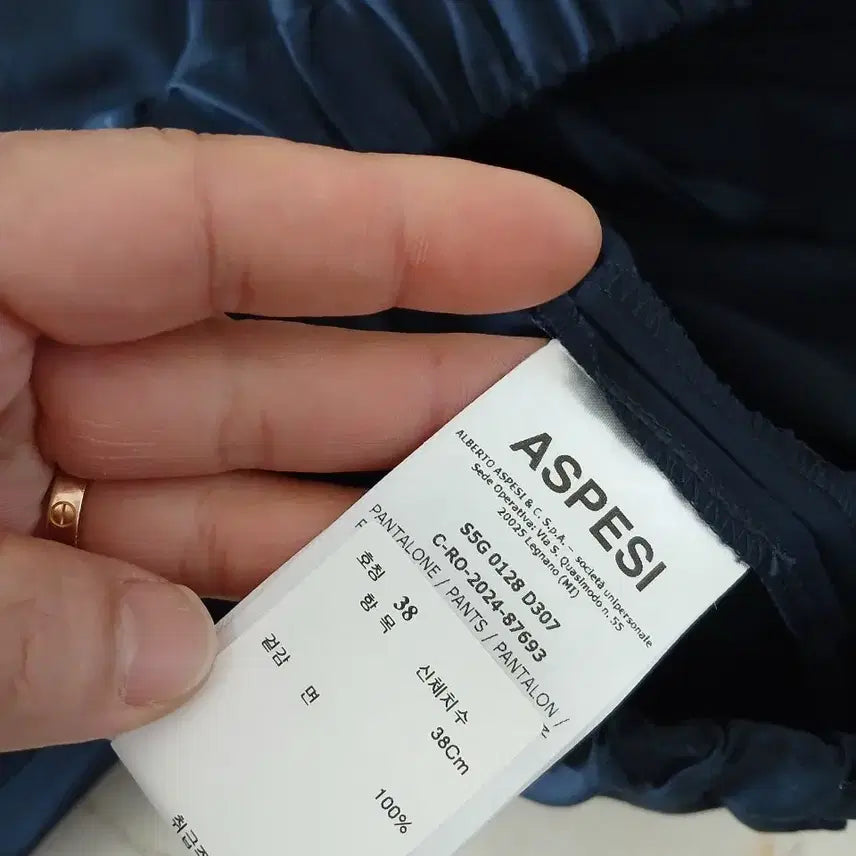 ASPESI
ALBERTO ASPESI & C. S.p.A. – società unipersonale
Sede Operativa: Via S. Quasimodo n. 55
20025 Legnano (MI)
S5G 0128 D307
C-RO-2024-87693
PANTALONE / PANTS / PANTALON /
호칭 38
항목 신체치수
38Cm
겉감 면 100%